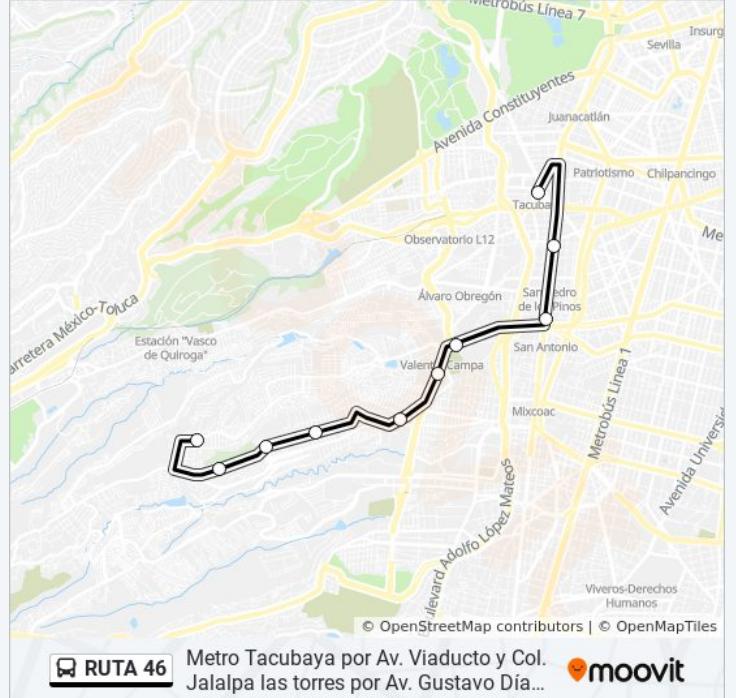 Metrobús Línea 7
Insurg
Sevilla
Avenida Constituyentes
Juanacatlán
Patriotismo
Chilpancingo
Tacuba
Me
Observatorio L12
Carretera México-Toluca
Álvaro Obregón
San Pedro
de los Pinos
Estación "Vasco
de Quiroga"
San Antonio
Valentín Campa
Metrobús Línea 1
Mixcoac
Avenida Universi
Boulevard Adolfo López Mateos
Viveros-Derechos
Humanos
© OpenStreetMap contributors | © OpenMapTiles
RUTA 46
Metro Tacubaya por Av. Viaducto y Col.
Jalalpa las torres por Av. Gustavo Día...
moovit